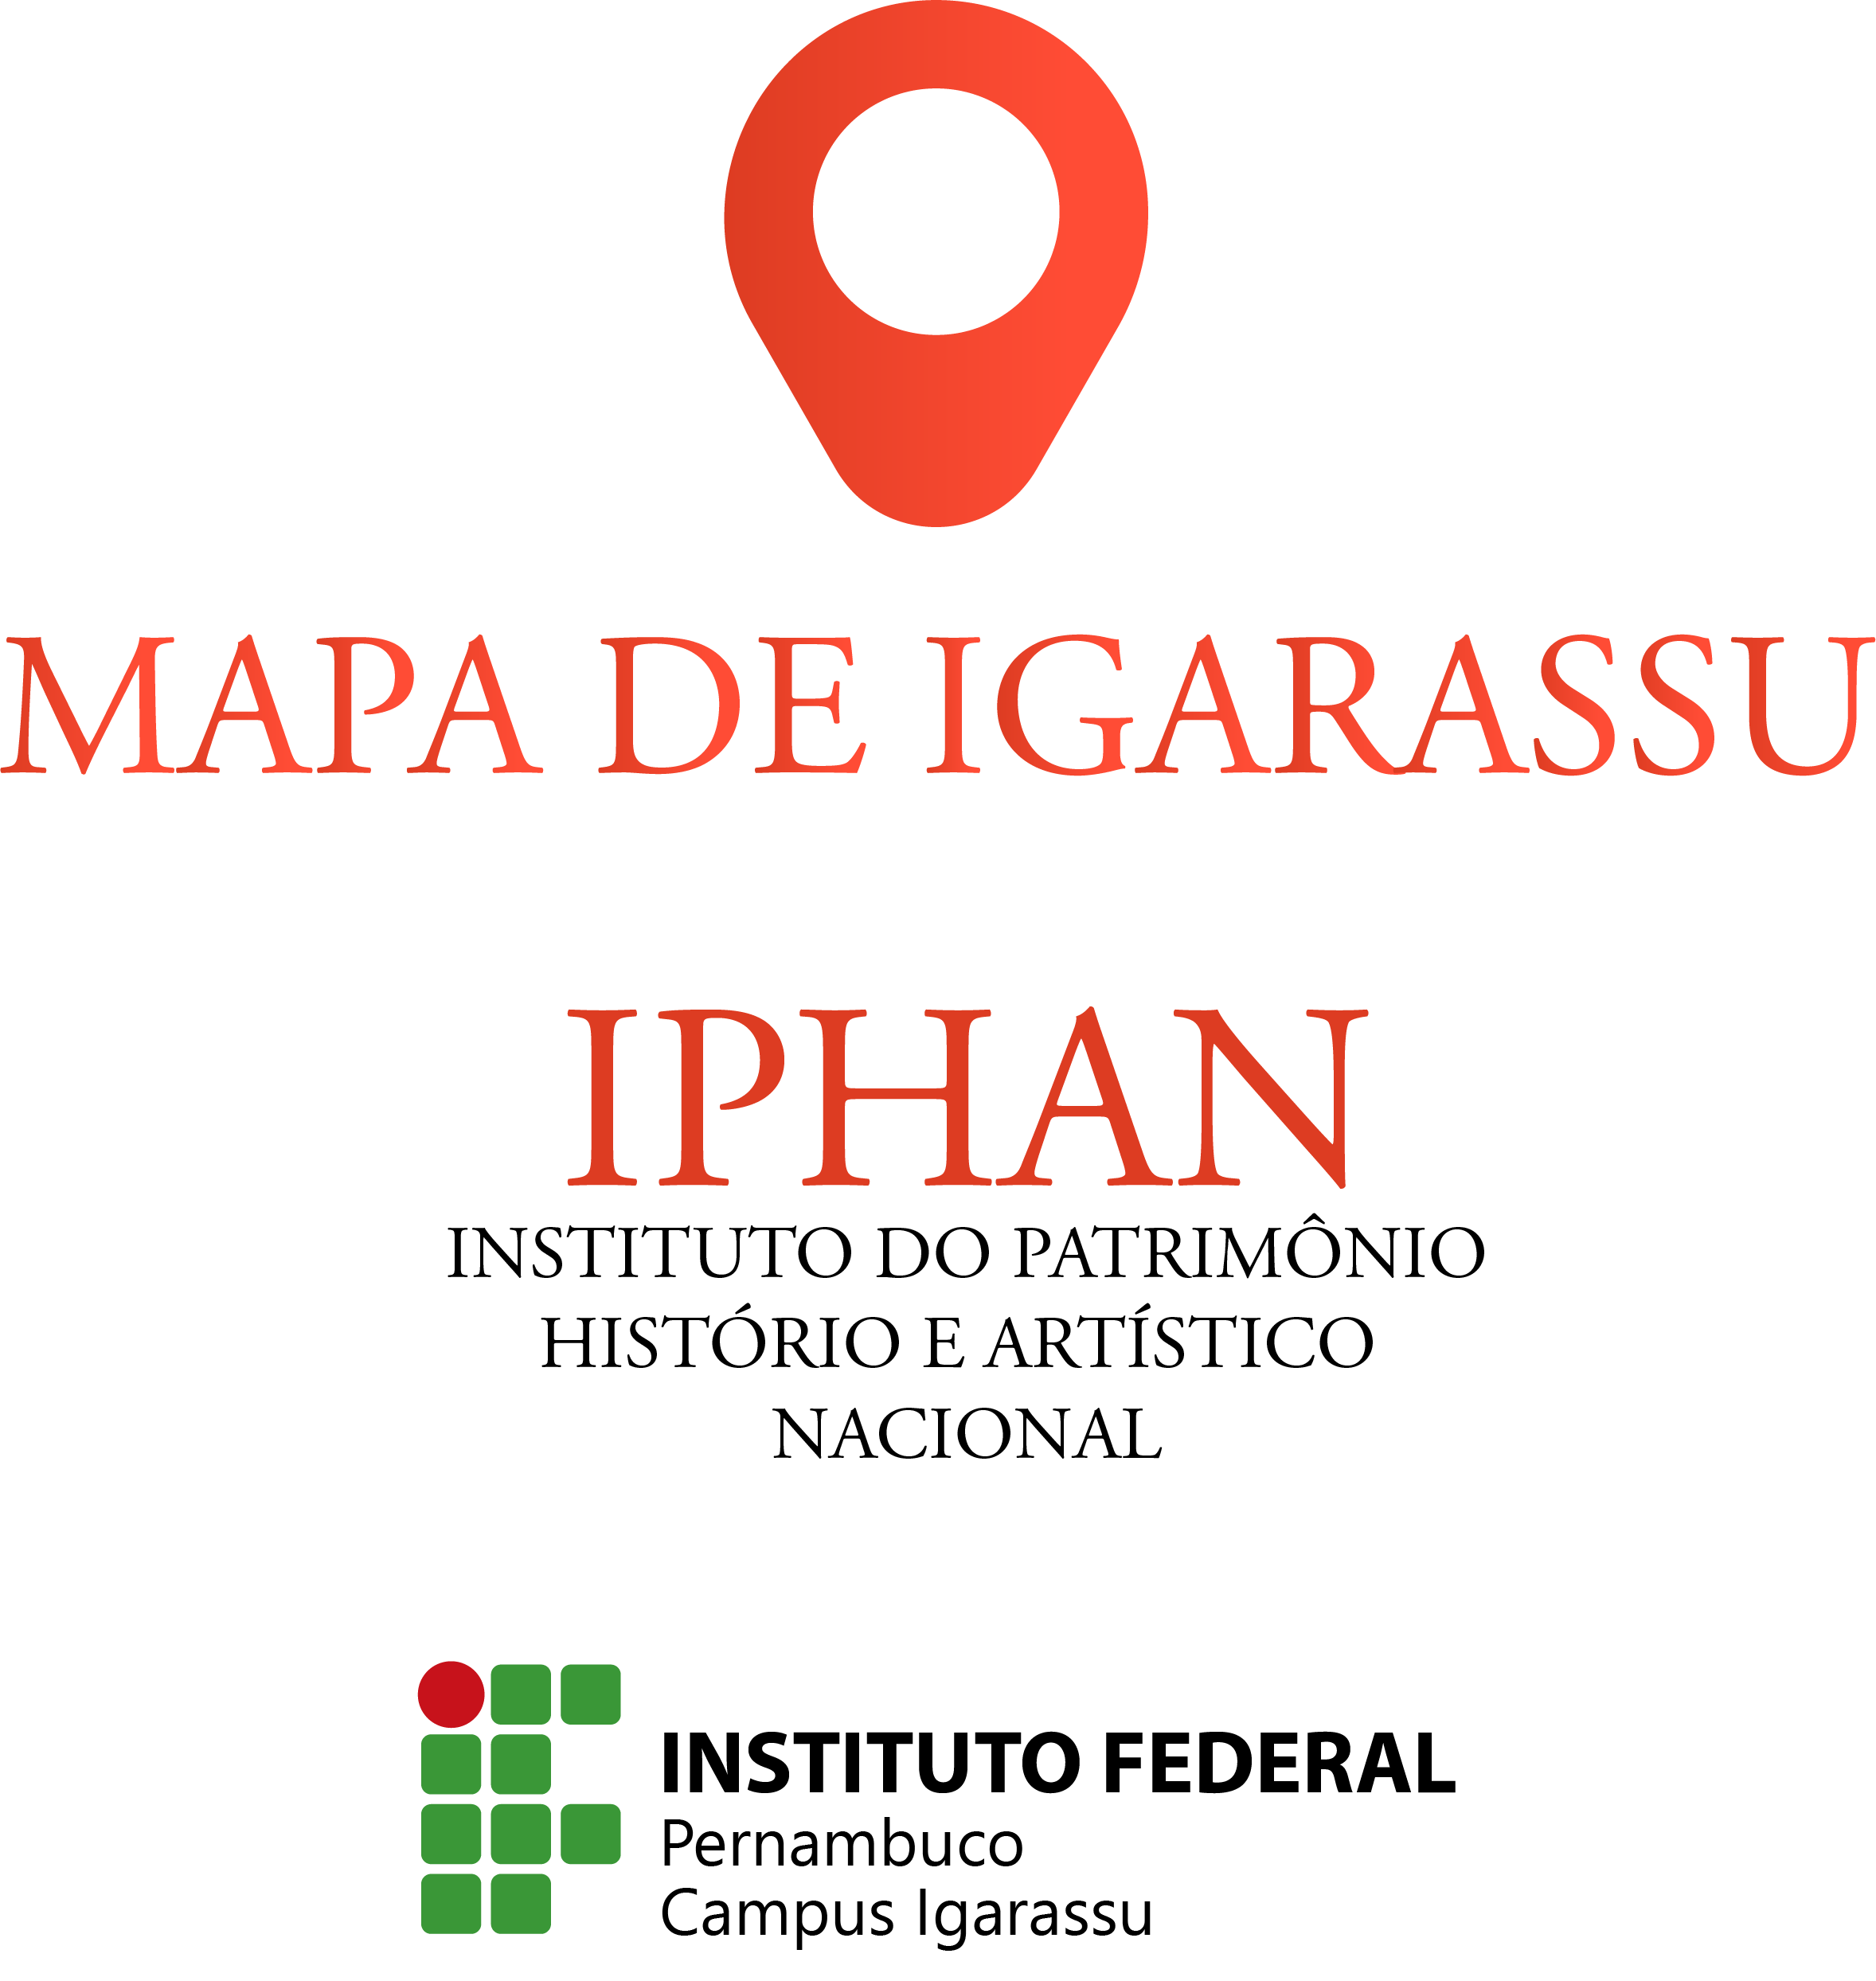 MAPA DE IGARASSU
IPHAN
INSTITUTO DO PATRIMÔNIO
HISTÓRIO E ARTÍSTICO
NACIONAL
INSTITUTO FEDERAL
Pernambuco
Campus Igarassu